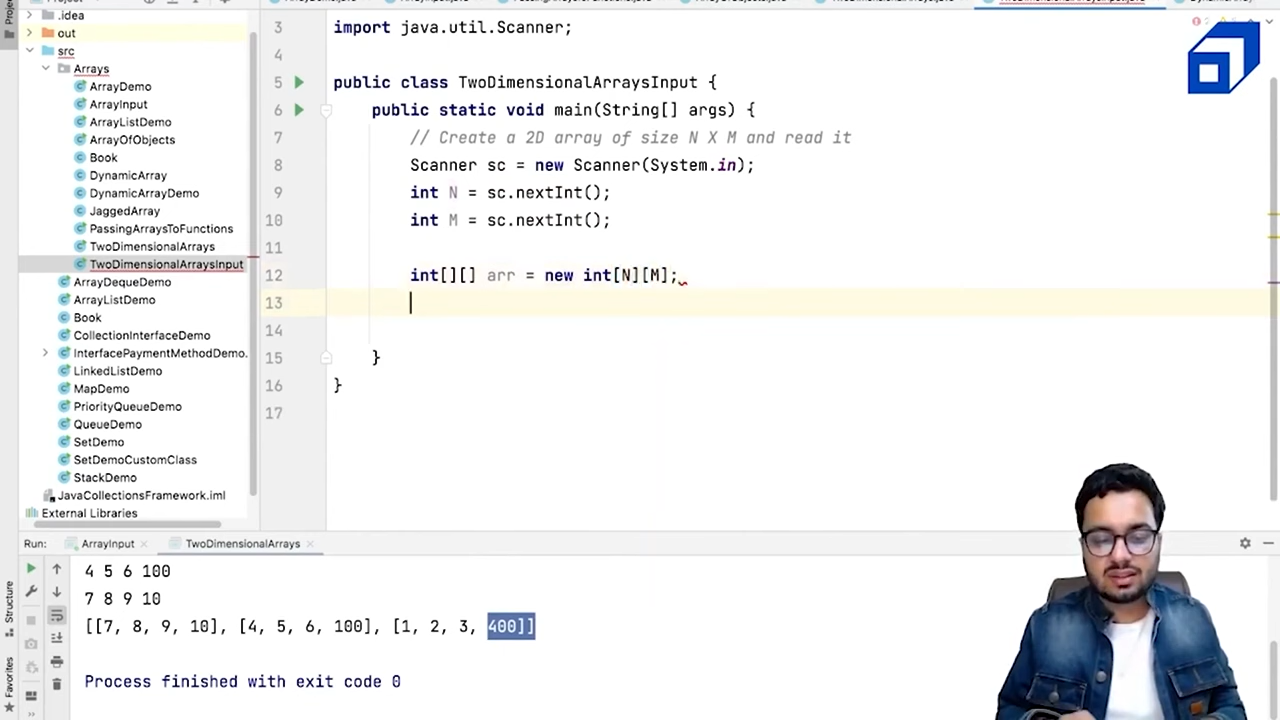 3 import java.util.Scanner;
4
5 public class TwoDimensionalArraysInput {
6 public static void main(String[] args) {
7 // Create a 2D array of size N X M and read it
8 Scanner sc = new Scanner(System.in);
9 int N = sc.nextInt();
10 int M = sc.nextInt();
11
12 int[][] arr = new int[N][M];
13
14
15 }
16 }
17
.idea
out
src
Arrays
ArrayDemo
ArrayInput
ArrayListDemo
ArrayOfObjects
Book
DynamicArray
DynamicArrayDemo
JaggedArray
PassingArraysToFunctions
TwoDimensionalArrays
TwoDimensionalArraysInput
ArrayDequeDemo
ArrayListDemo
Book
CollectionInterfaceDemo
InterfacePaymentMethodDemo.
LinkedListDemo
MapDemo
PriorityQueueDemo
QueueDemo
SetDemo
SetDemoCustomClass
StackDemo
JavaCollectionsFramework.iml
External Libraries
Run: ArrayInput TwoDimensionalArrays
4 5 6 100
7 8 9 10
[[7, 8, 9, 10], [4, 5, 6, 100], [1, 2, 3, 400]]
Process finished with exit code 0
Structure
Favorites